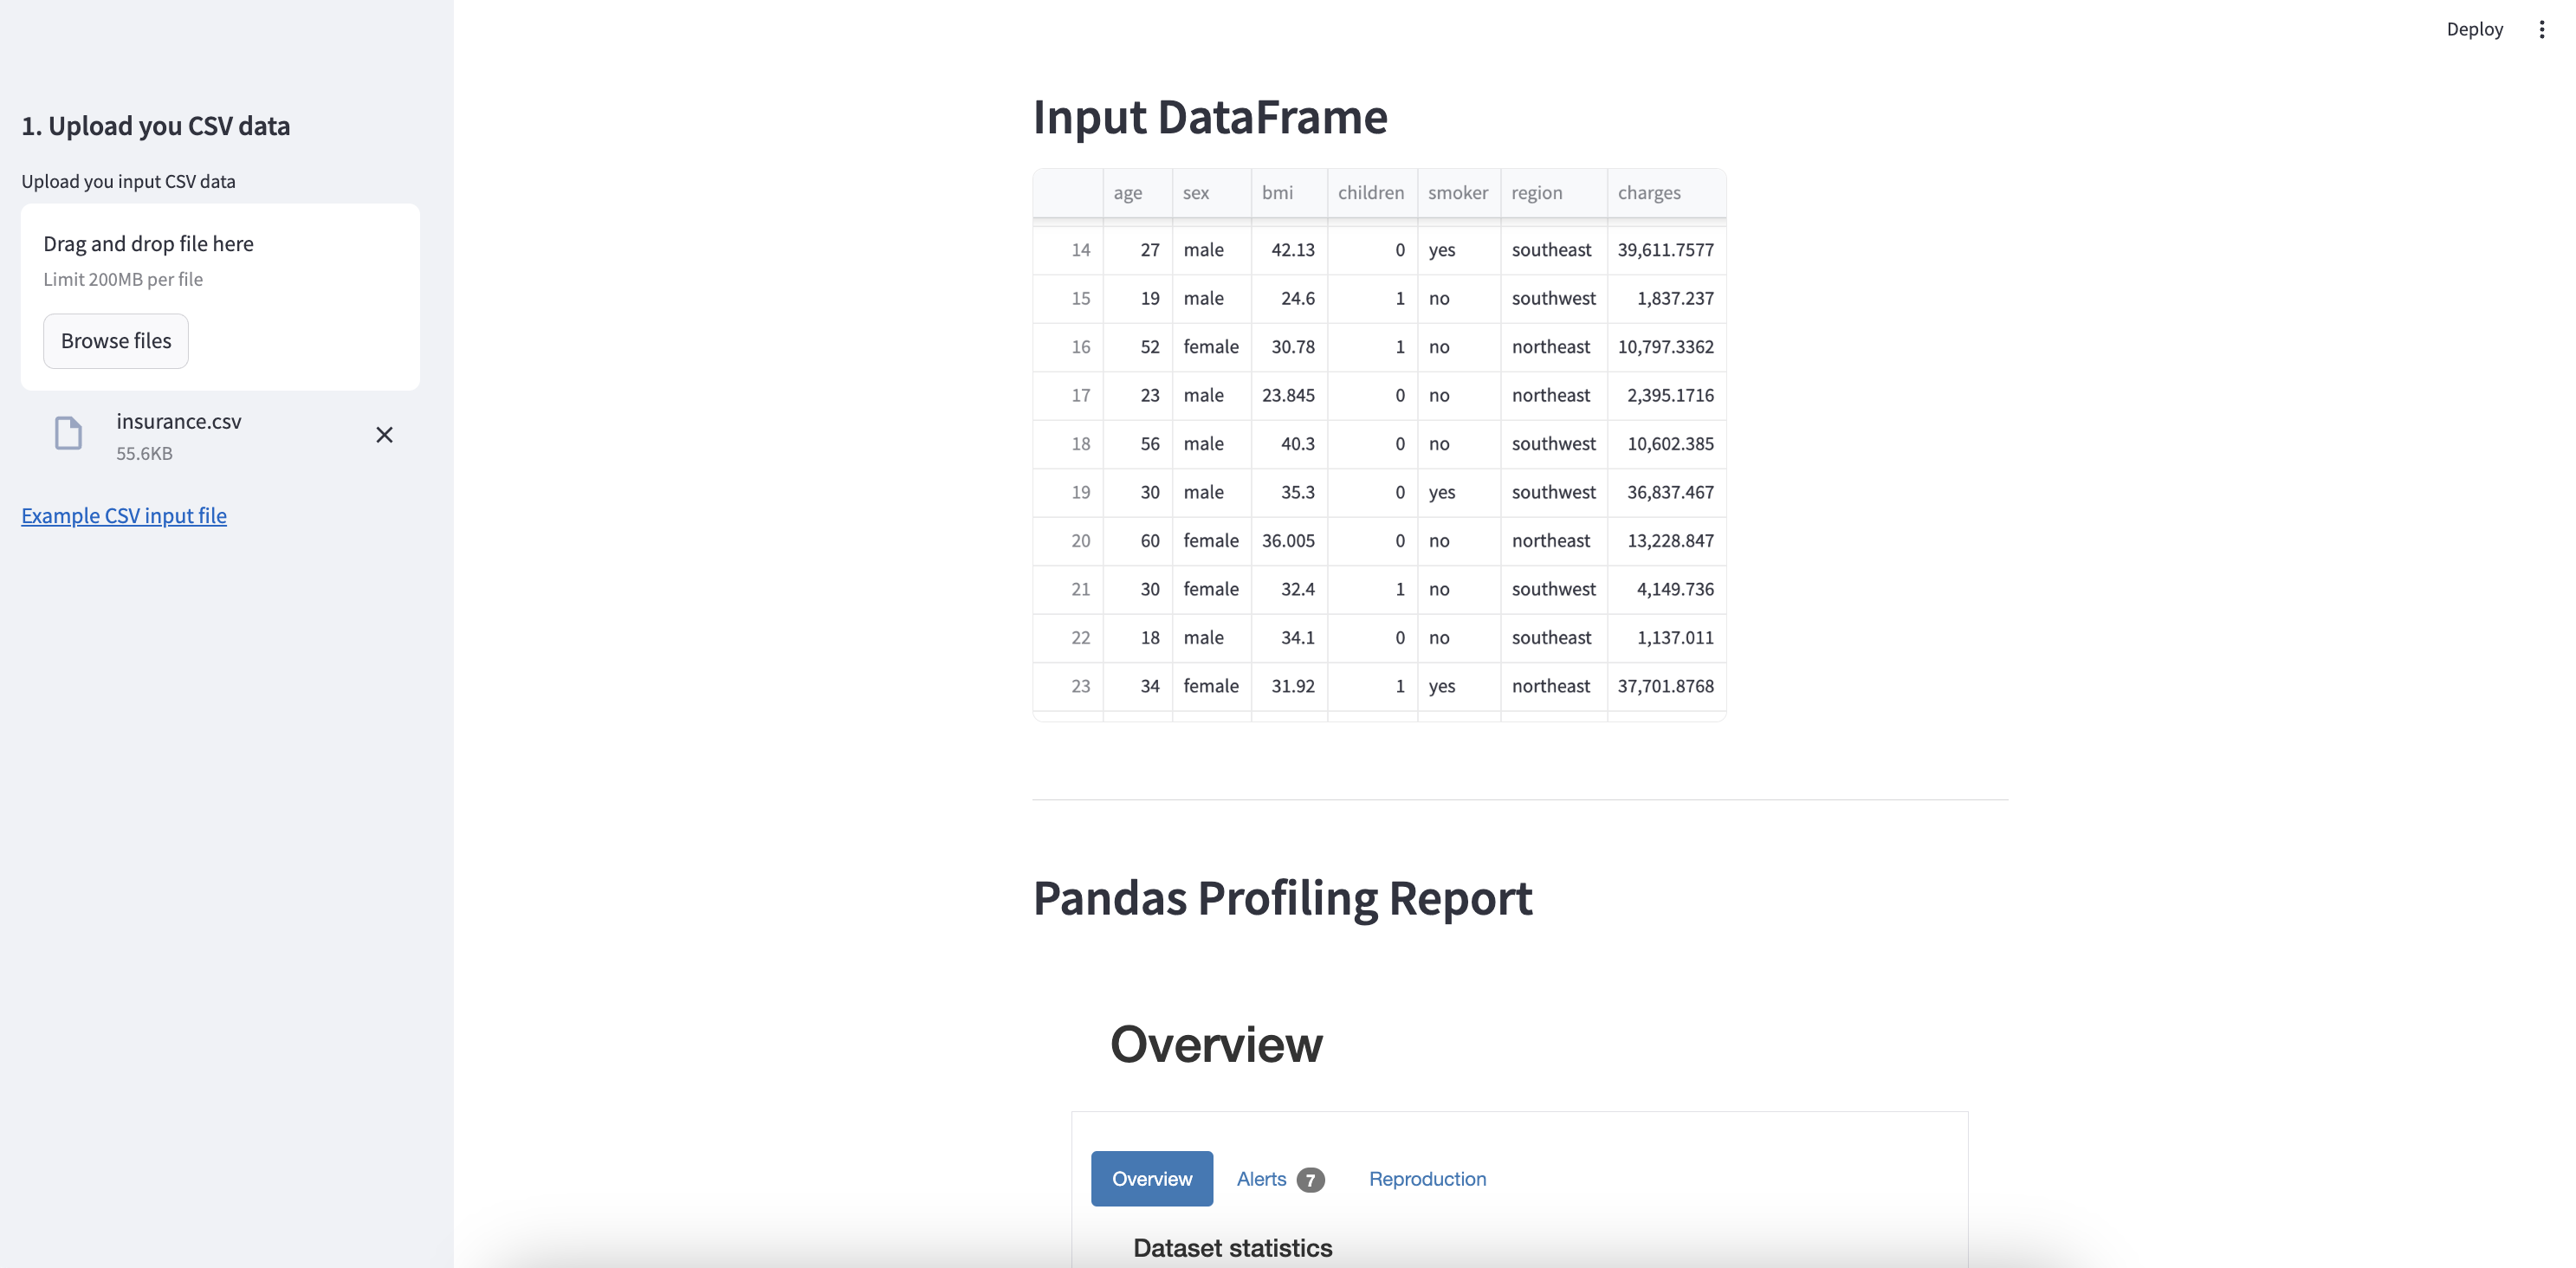 Deploy
1. Upload you CSV data
Upload you input CSV data
Drag and drop file here
Limit 200MB per file
Browse files
insurance.csv
55.6KB
Example CSV input file
Input DataFrame
age sex bmi children smoker region charges
14 27 male 42.13 0 yes southeast 39,611.7577
15 19 male 24.6 1 no southwest 1,837.237
16 52 female 30.78 1 no northeast 10,797.3362
17 23 male 23.845 0 no northeast 2,395.1716
18 56 male 40.3 0 no southwest 10,602.385
19 30 male 35.3 0 yes southwest 36,837.467
20 60 female 36.005 0 no northeast 13,228.847
21 30 female 32.4 1 no southwest 4,149.736
22 18 male 34.1 0 no southeast 1,137.011
23 34 female 31.92 1 yes northeast 37,701.8768
Pandas Profiling Report
Overview
Overview Alerts 7 Reproduction
Dataset statistics